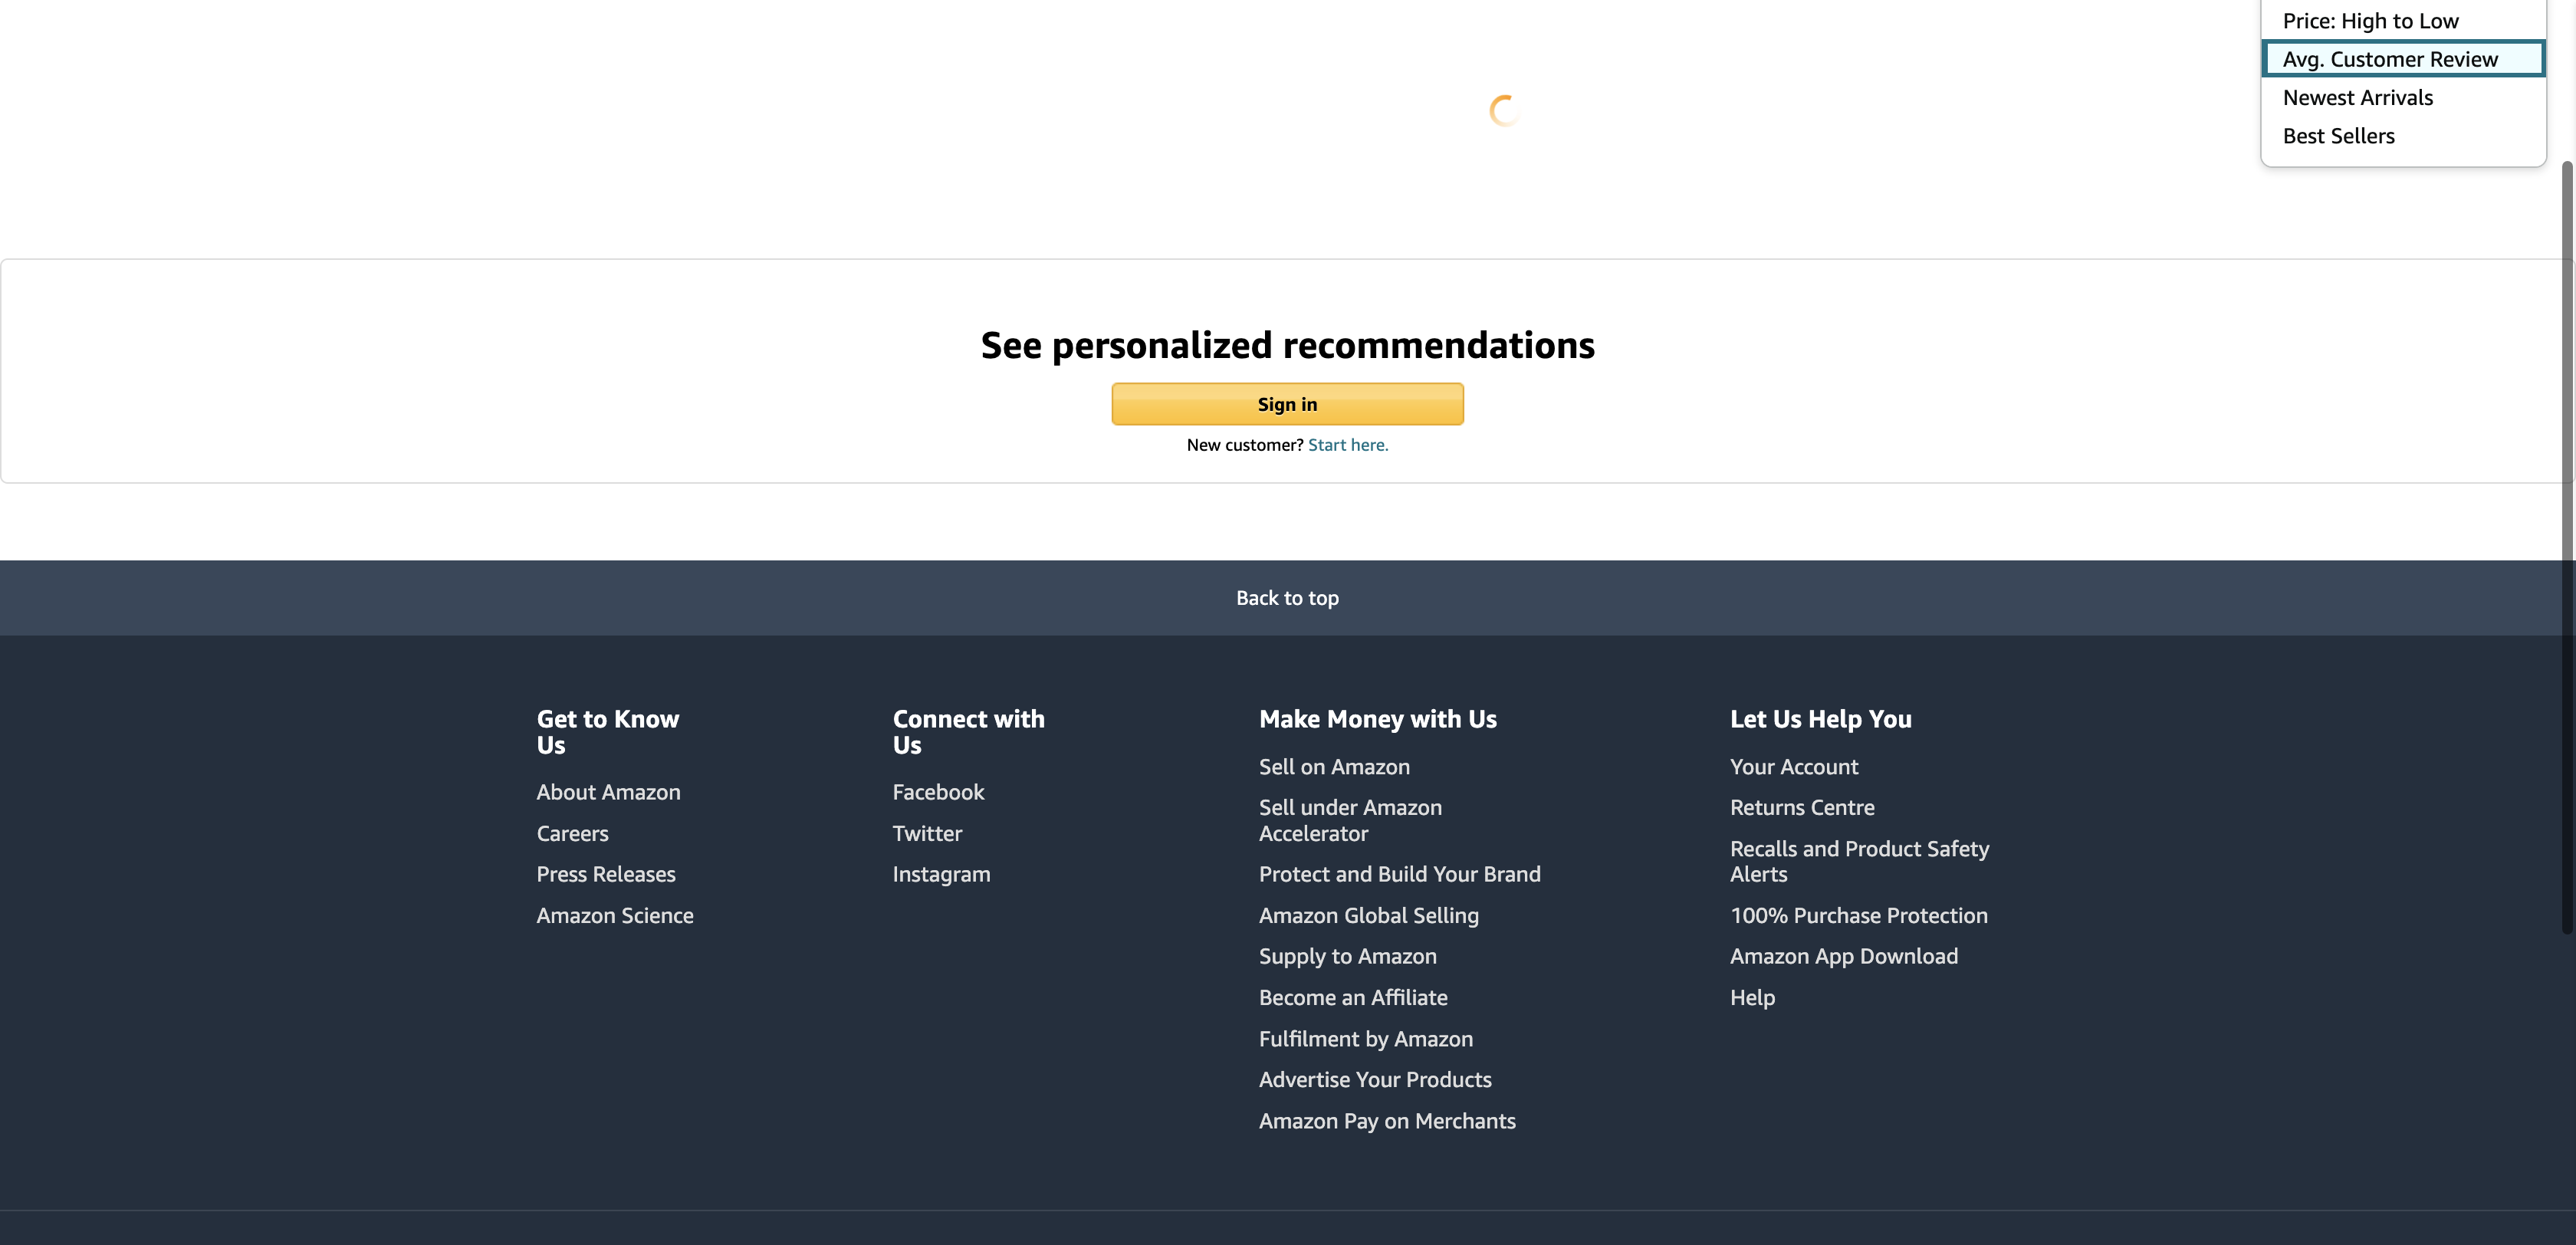 Price: High to Low
Avg. Customer Review
Newest Arrivals
Best Sellers
See personalized recommendations
Sign in
New customer? Start here.
Back to top
Get to Know
Us
About Amazon
Careers
Press Releases
Amazon Science
Connect with
Us
Facebook
Twitter
Instagram
Make Money with Us
Sell on Amazon
Sell under Amazon
Accelerator
Protect and Build Your Brand
Amazon Global Selling
Supply to Amazon
Become an Affiliate
Fulfilment by Amazon
Advertise Your Products
Amazon Pay on Merchants
Let Us Help You
Your Account
Returns Centre
Recalls and Product Safety
Alerts
100% Purchase Protection
Amazon App Download
Help